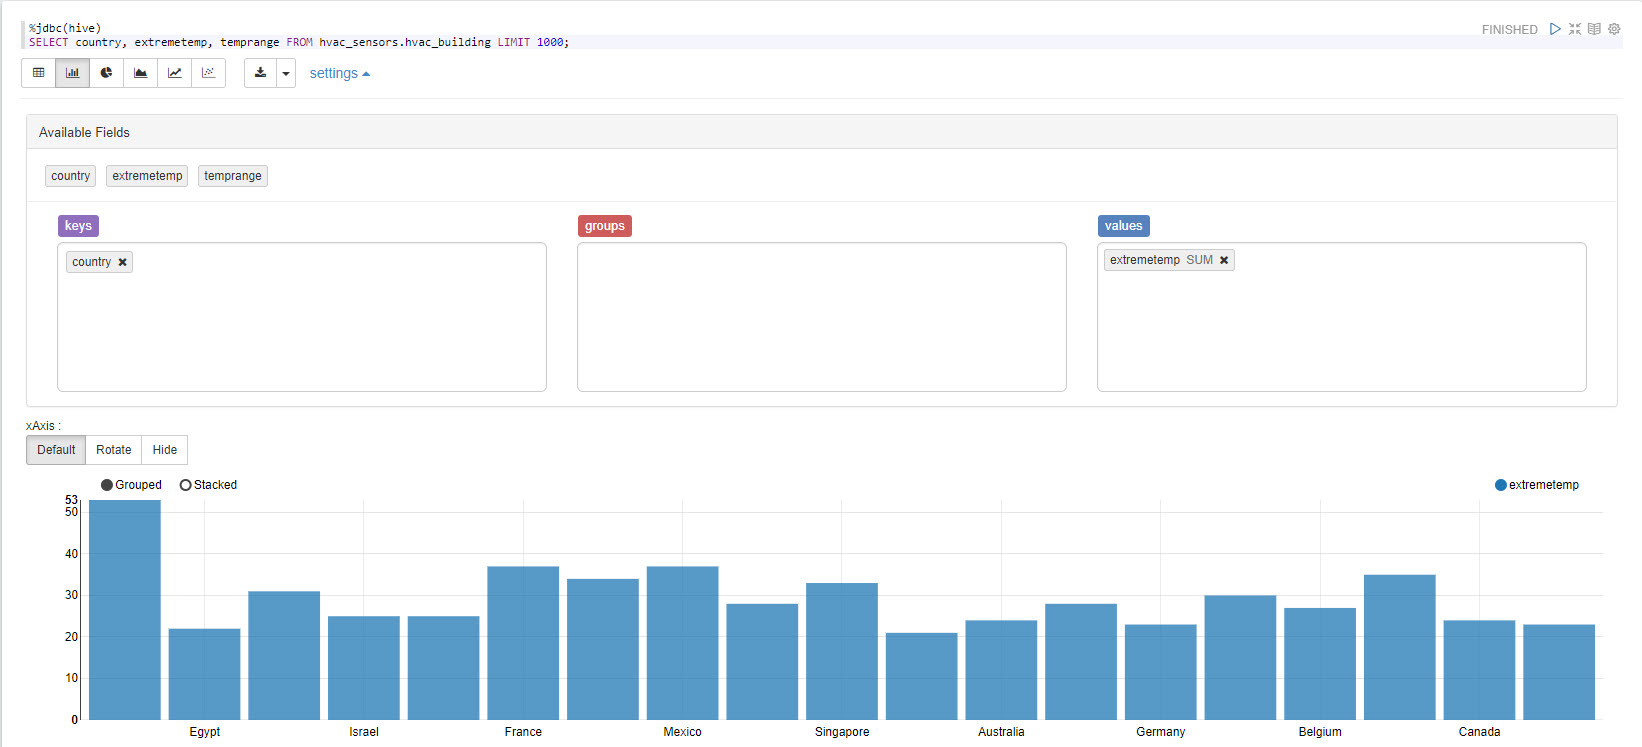 %jdbc(hive)
SELECT country, extremetemp, temprange FROM hvac_sensors.hvac_building LIMIT 1000;
FINISHED
settings
Available Fields
country extremetemp temprange
keys groups values
country ✖ extremetemp SUM ✖
xAxis :
Default Rotate Hide
Grouped Stacked extremetemp
53
50
40
30
20
10
0
Egypt Israel France Mexico Singapore Australia Germany Belgium Canada